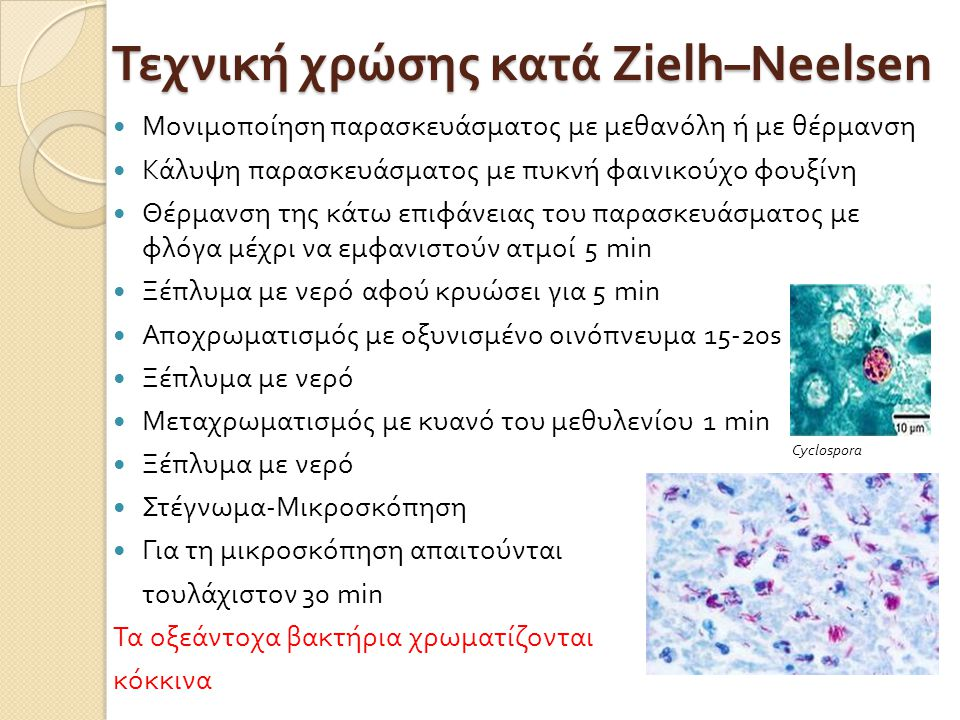 Τεχνική χρώσης κατά Zielh–Neelsen
Μονιμοποίηση παρασκευάσματος με μεθανόλη ή με θέρμανση
Κάλυψη παρασκευάσματος με πυκνή φαινικούχο φουξίνη
Θέρμανση της κάτω επιφάνειας του παρασκευάσματος με
φλόγα μέχρι να εμφανιστούν ατμοί 5 min
Ξέπλυμα με νερό αφού κρυώσει για 5 min
Αποχρωματισμός με οξυνισμένο οινόπνευμα 15-20s
Ξέπλυμα με νερό
Μεταχρωματισμός με κυανό του μεθυλενίου 1 min
10 μm
Cyclospora
Ξέπλυμα με νερό
Στέγνωμα-Μικροσκόπηση
Για τη μικροσκόπηση απαιτούνται
τουλάχιστον 30 min
Τα οξεάντοχα βακτήρια χρωματίζονται
κόκκινα